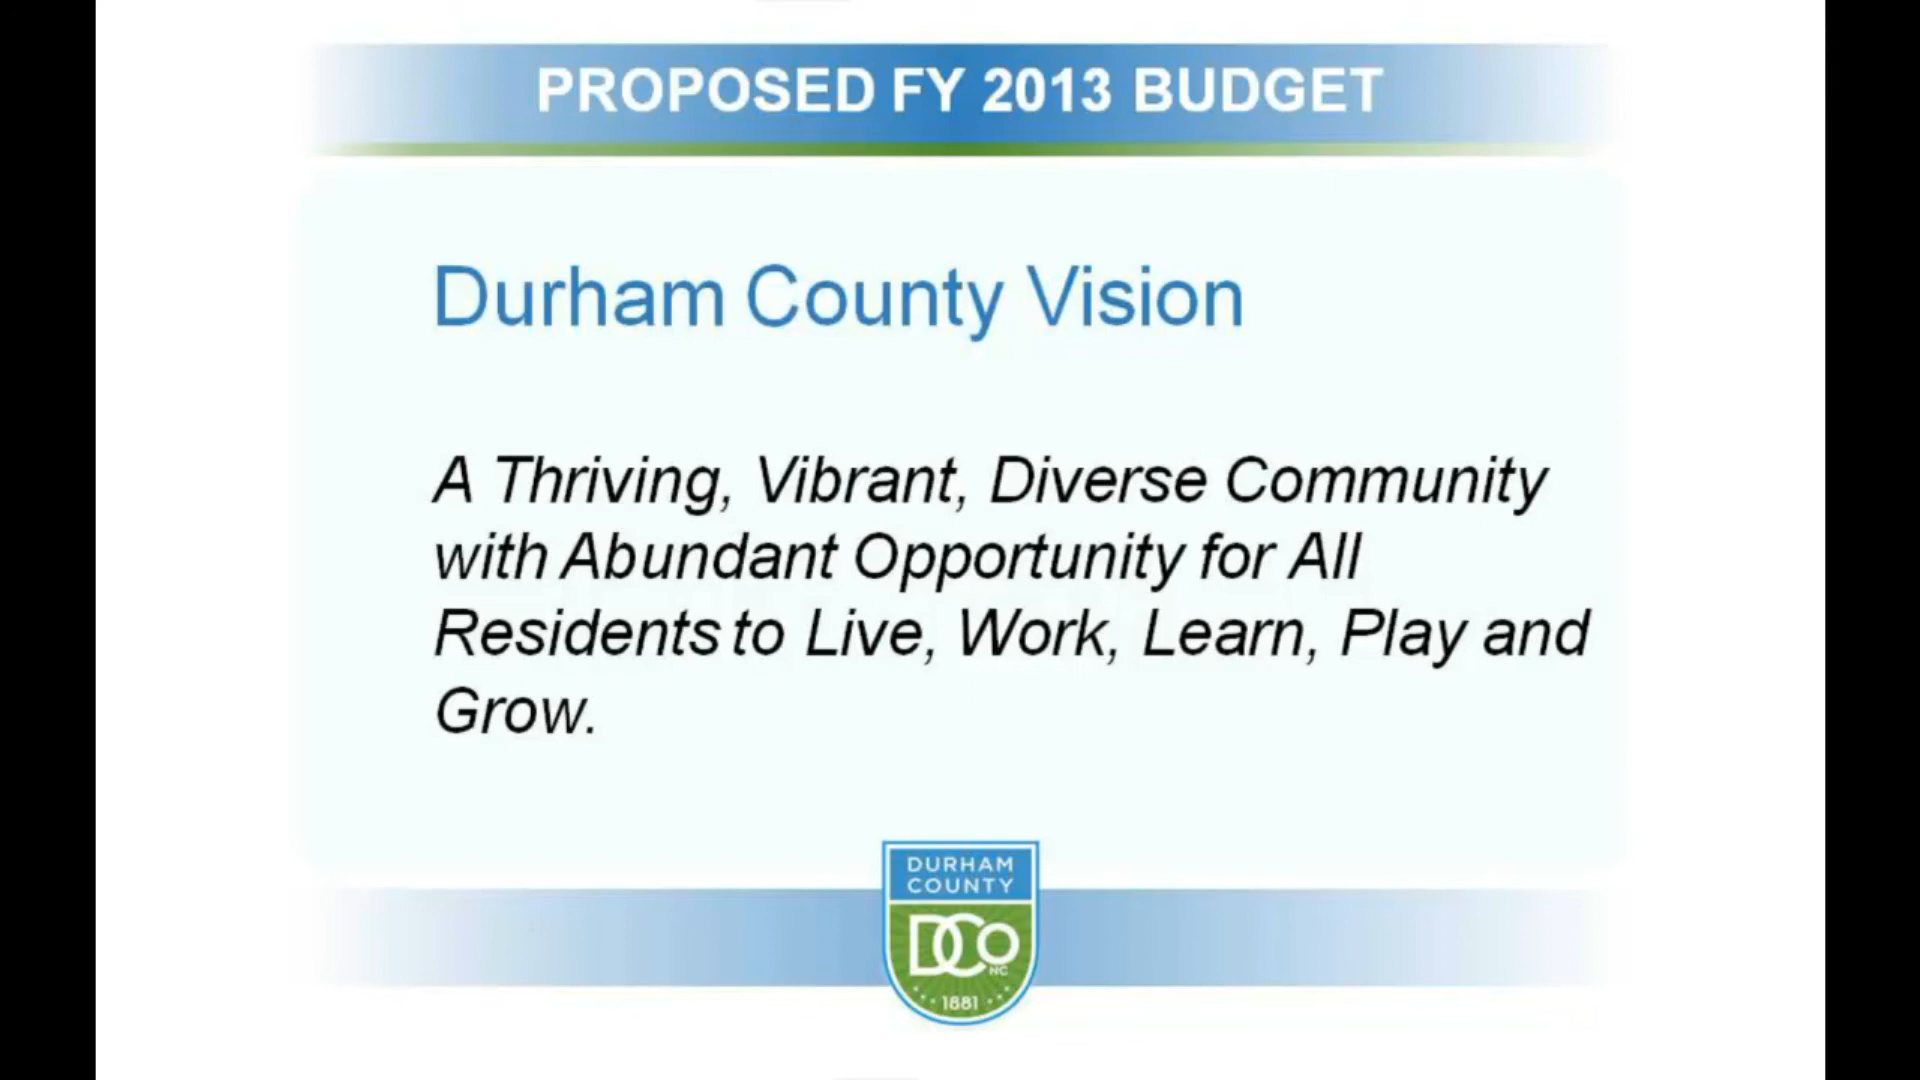 PROPOSED FY 2013 BUDGET
Durham County Vision
A Thriving, Vibrant, Diverse Community
with Abundant Opportunity for All
Residents to Live, Work, Learn, Play and
Grow.
DURHAM
COUNTY
DCo
NC
1881